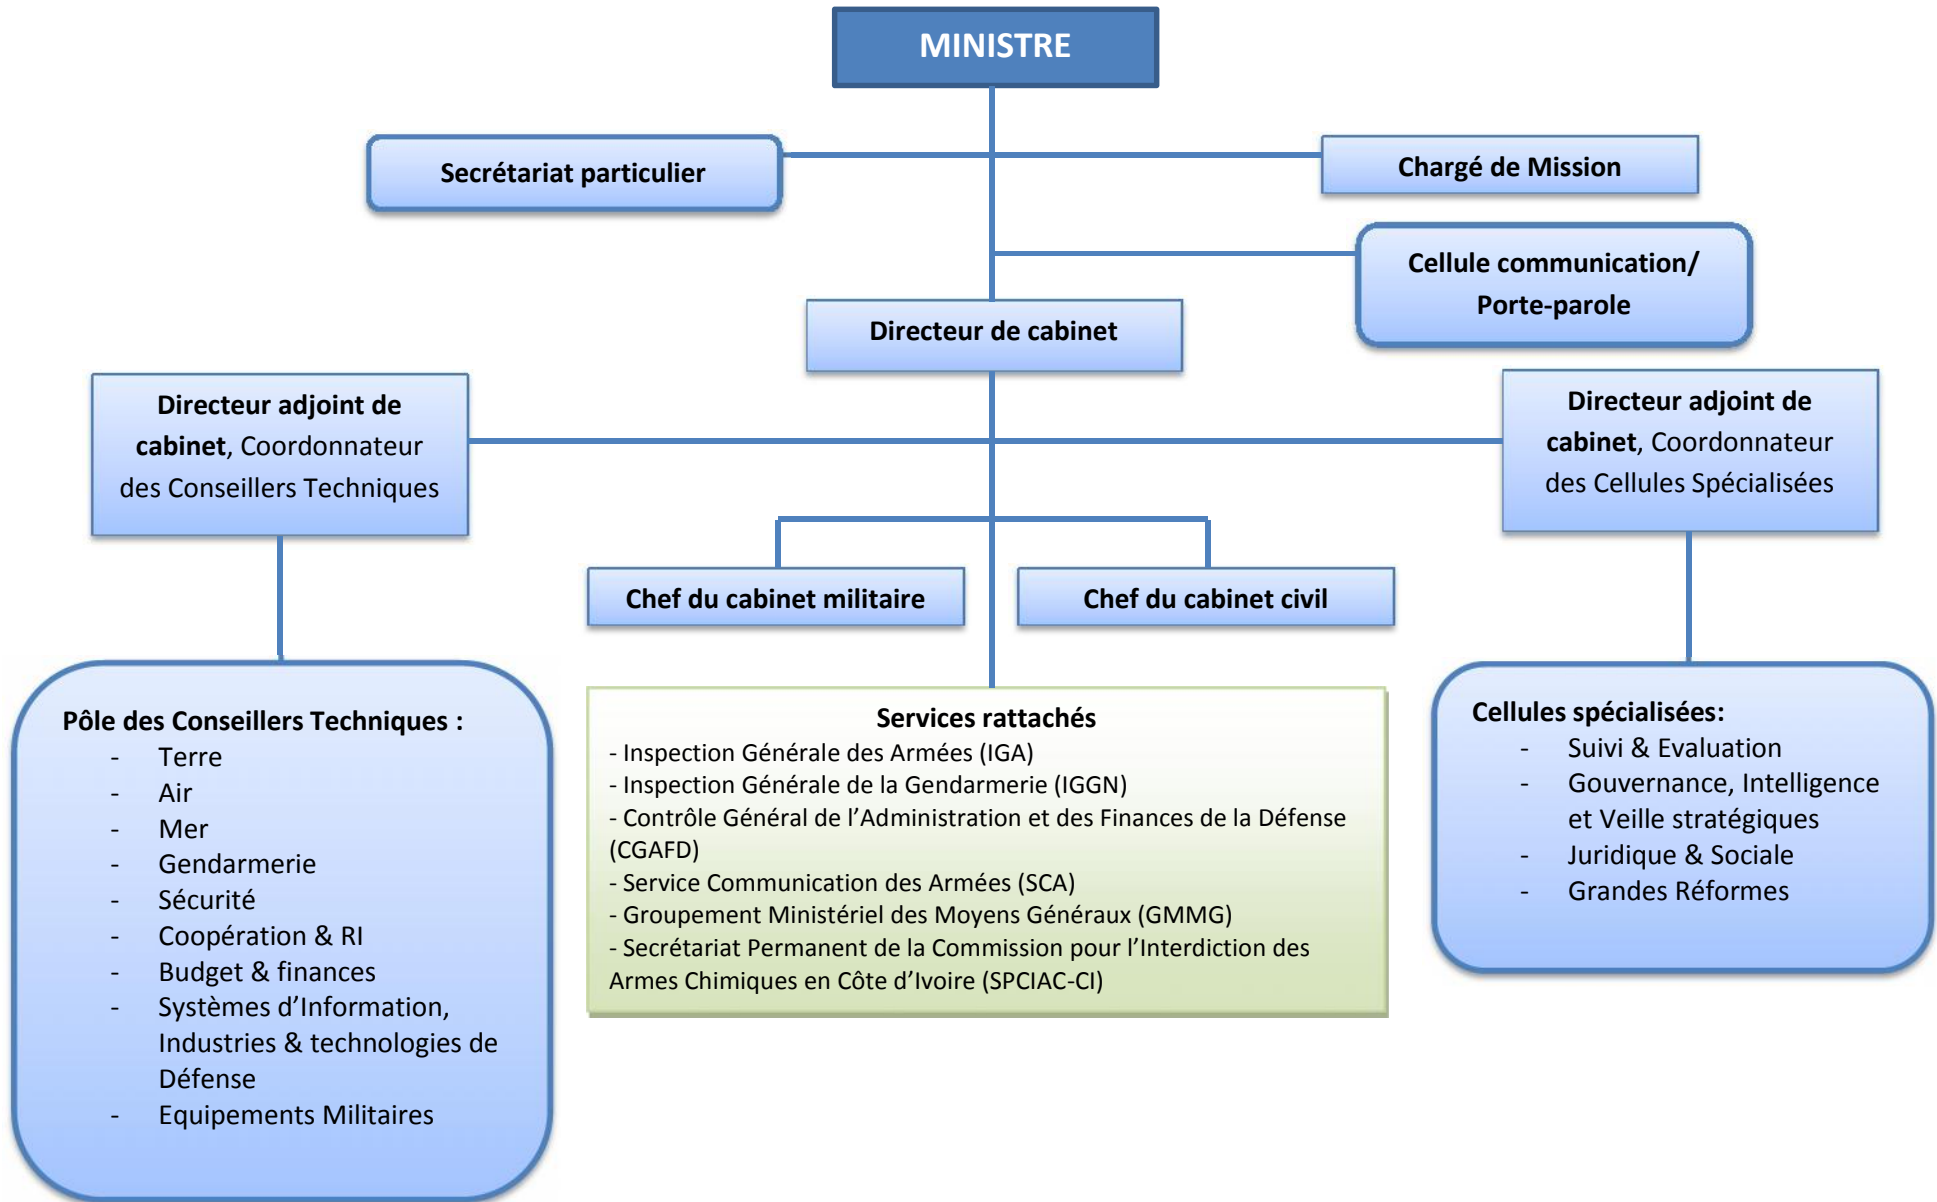 MINISTRE
Secrétariat particulier
Chargé de Mission
Cellule communication/
Porte-parole
Directeur de cabinet
Directeur adjoint de
cabinet, Coordonnateur
des Conseillers Techniques
Directeur adjoint de
cabinet, Coordonnateur
des Cellules Spécialisées
Chef du cabinet militaire
Chef du cabinet civil
Pôle des Conseillers Techniques :
- Terre
- Air
- Mer
- Gendarmerie
- Sécurité
- Coopération & RI
- Budget & finances
- Systèmes d’Information,
Industries & technologies de
Défense
- Equipements Militaires
Services rattachés
- Inspection Générale des Armées (IGA)
- Inspection Générale de la Gendarmerie (IGGN)
- Contrôle Général de l’Administration et des Finances de la Défense
(CGAFD)
- Service Communication des Armées (SCA)
- Groupement Ministériel des Moyens Généraux (GMMG)
- Secrétariat Permanent de la Commission pour l’Interdiction des
Armes Chimiques en Côte d’Ivoire (SPCIAC-CI)
Cellules spécialisées:
- Suivi & Evaluation
- Gouvernance, Intelligence
et Veille stratégiques
- Juridique & Sociale
- Grandes Réformes